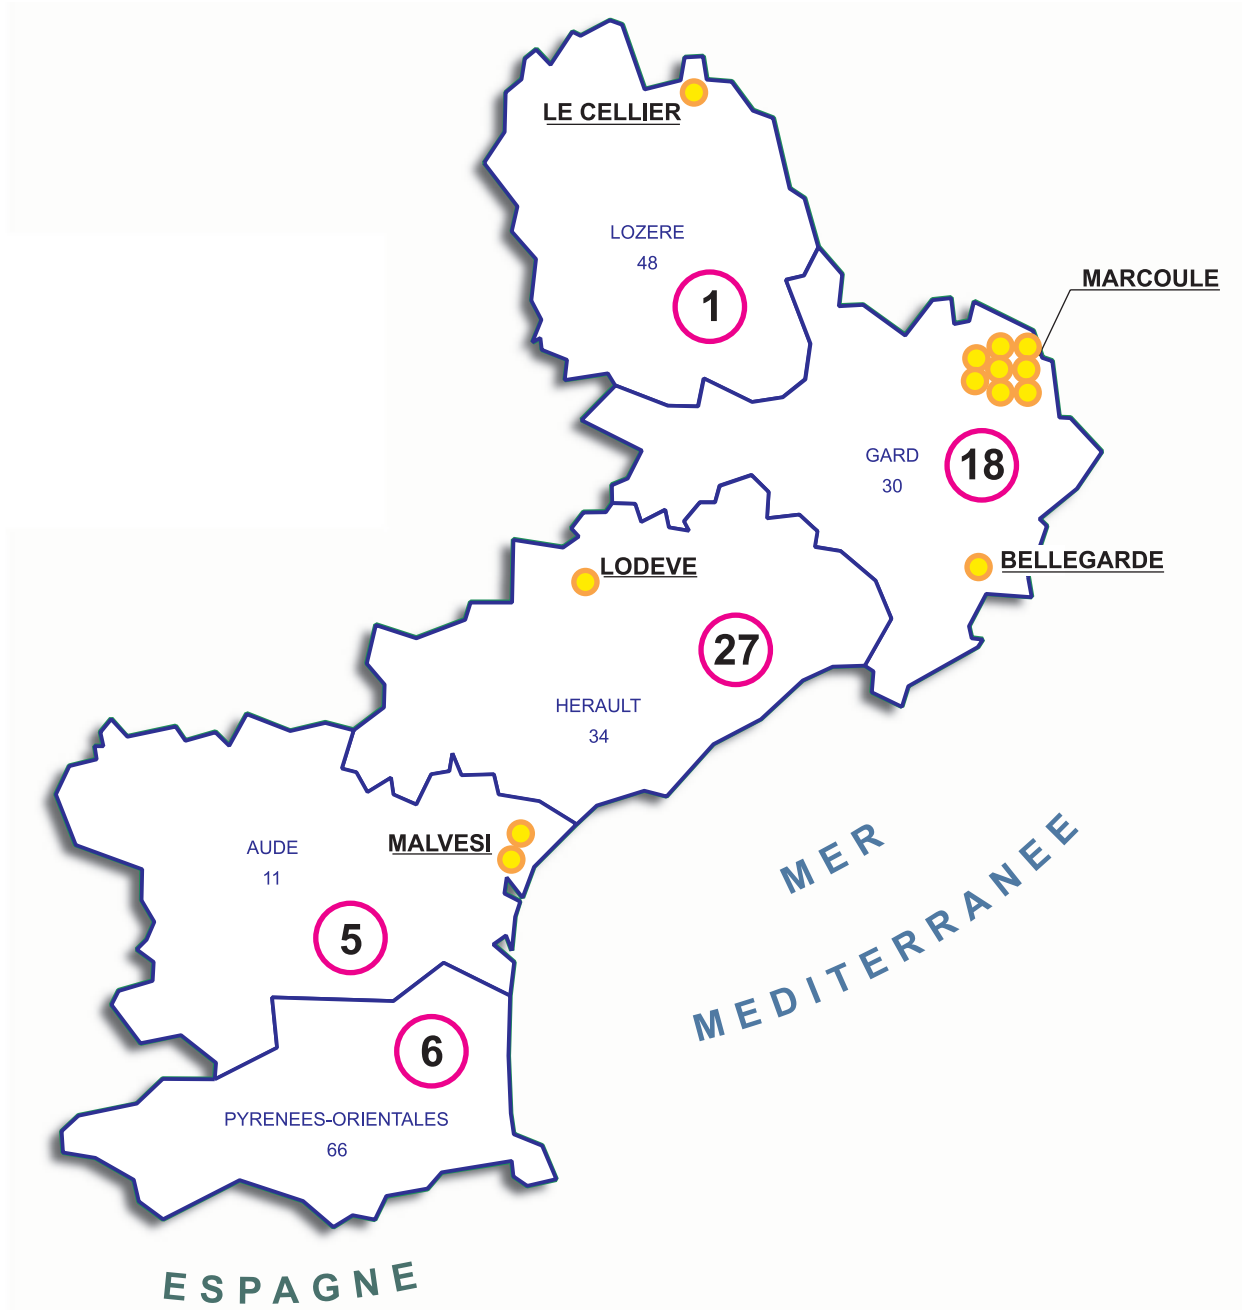 LE CELLIER
LOZERE
48
1
MARCOULE
GARD
30
18
BELLEGARDE
LODEVE
27
HERAULT
34
MALVESI
AUDE
11
5
MER
MEDITERRANEE
6
PYRENEES-ORIENTALES
66
ESPAGNE